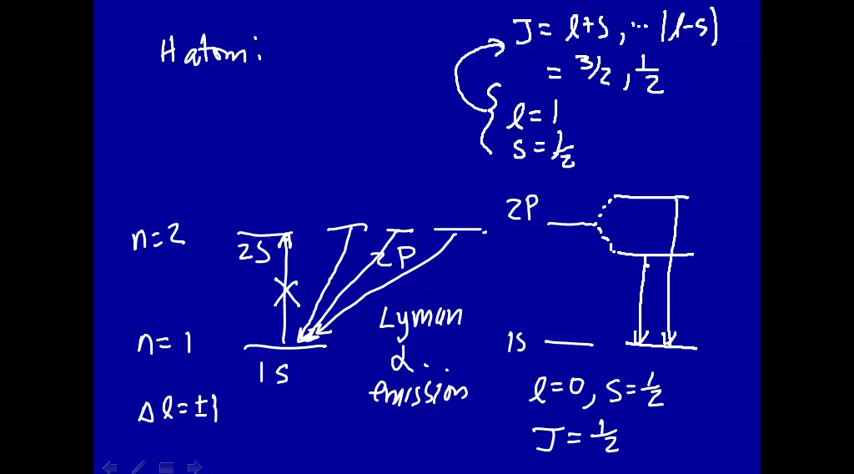 H atom:
J = l+s, ... |l-s|
= 3/2, 1/2
l = 1
s = 1/2
n=2
2S
2P
2P
n=1
1S
Lyman
α ..
emission
1S
Δl=±1
l=0, s=1/2
J=1/2